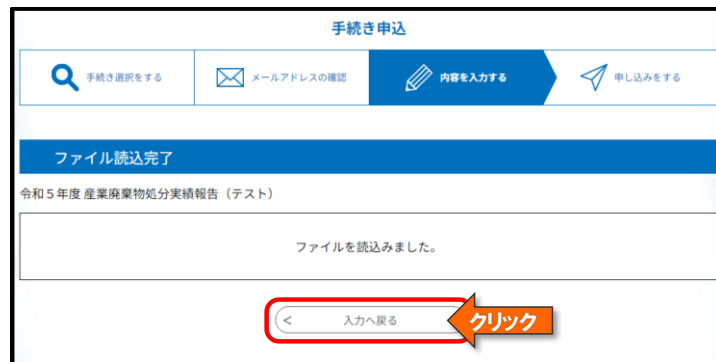 手続き申込
手続き選択をする
メールアドレスの確認
内容を入力する
申し込みをする
ファイル読込完了
令和５年度 産業廃棄物処分実績報告（テスト）
ファイルを読込みました。
< 入力へ戻る
クリック